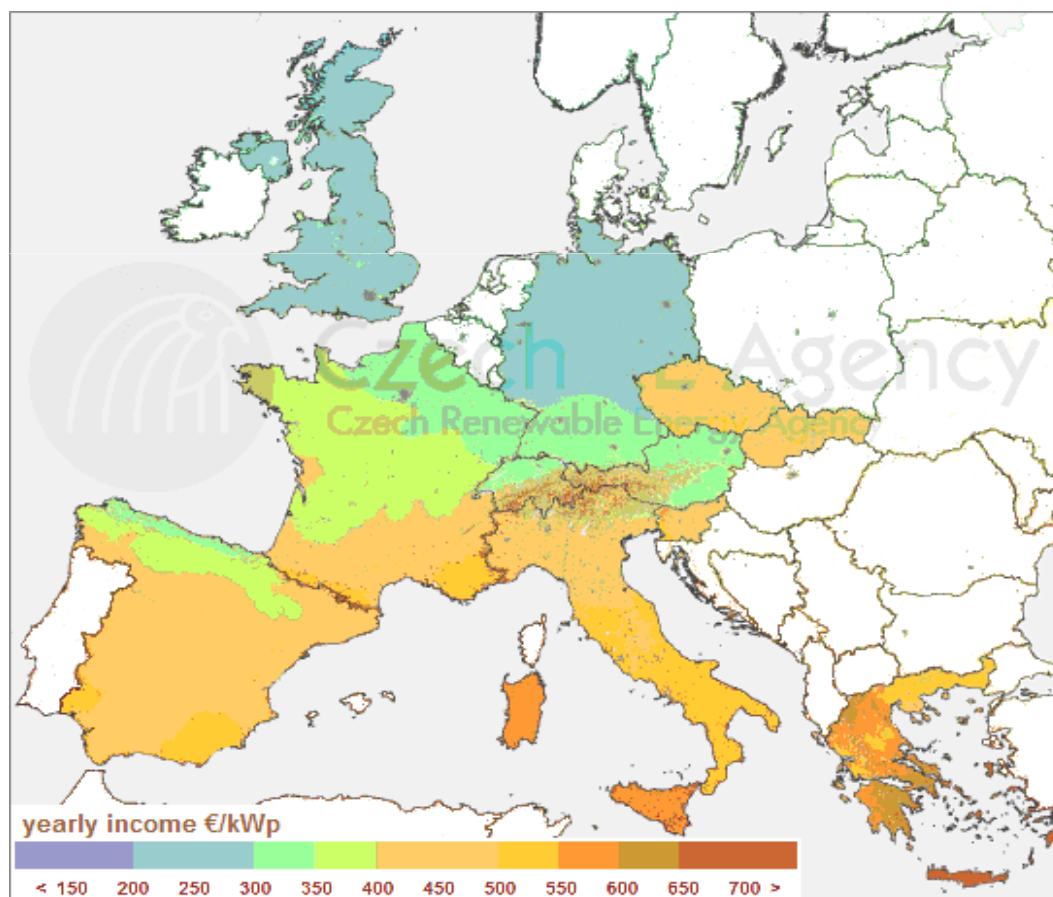 Czech RE Agency
Czech Renewable Energy Agency
yearly income €/kWp
< 150 200 250 300 350 400 450 500 550 600 650 700 >